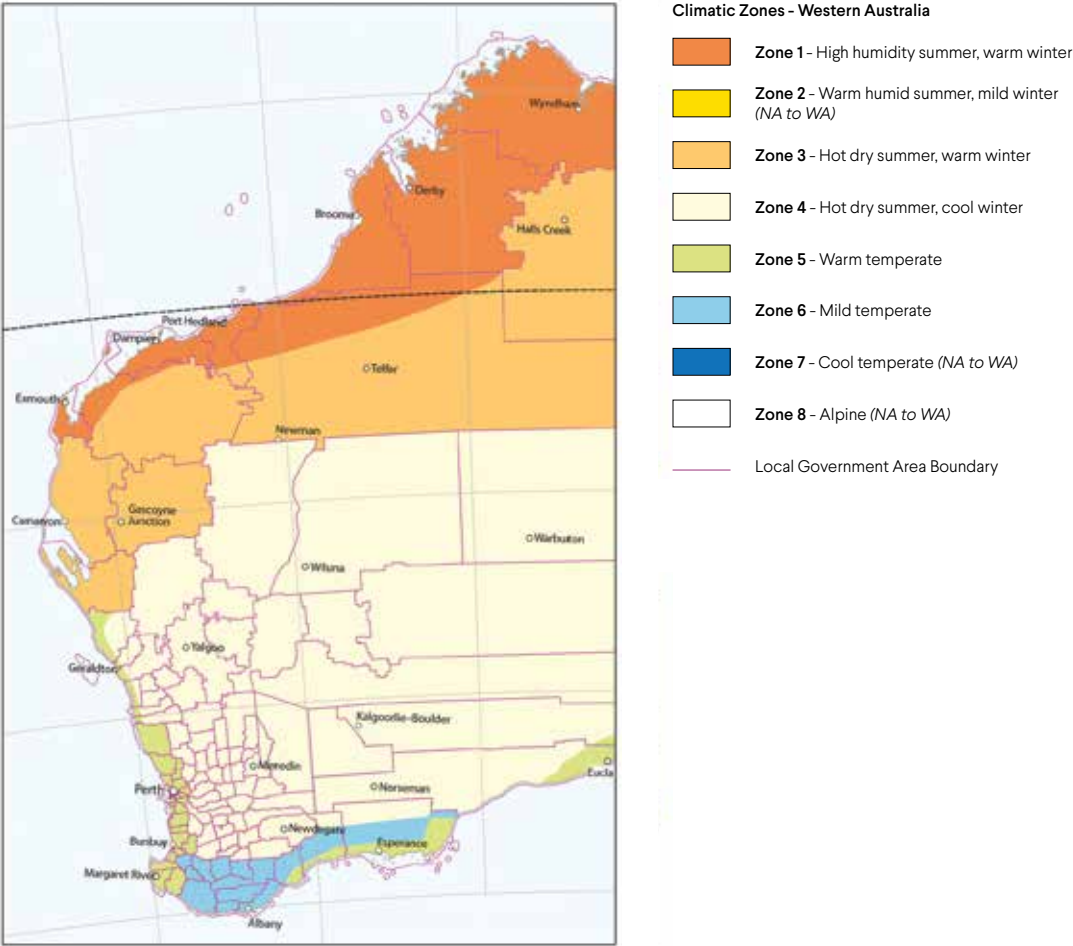 Climatic Zones - Western Australia
Zone 1 - High humidity summer, warm winter
Zone 2 - Warm humid summer, mild winter
(NA to WA)
Zone 3 - Hot dry summer, warm winter
Zone 4 - Hot dry summer, cool winter
Zone 5 - Warm temperate
Zone 6 - Mild temperate
Zone 7 - Cool temperate (NA to WA)
Zone 8 - Alpine (NA to WA)
Local Government Area Boundary
Wyndham
Derby
Broome
Halls Creek
Port Hedland
Dampier
Telfer
Exmouth
Newman
Gascoyne
Junction
Carnarvon
Warburton
Wiluna
Yalgoo
Geraldton
Kalgoorlie-Boulder
Merredin
Eucla
Norseman
Perth
Newdegate
Bunbury
Esperance
Margaret River
Albany